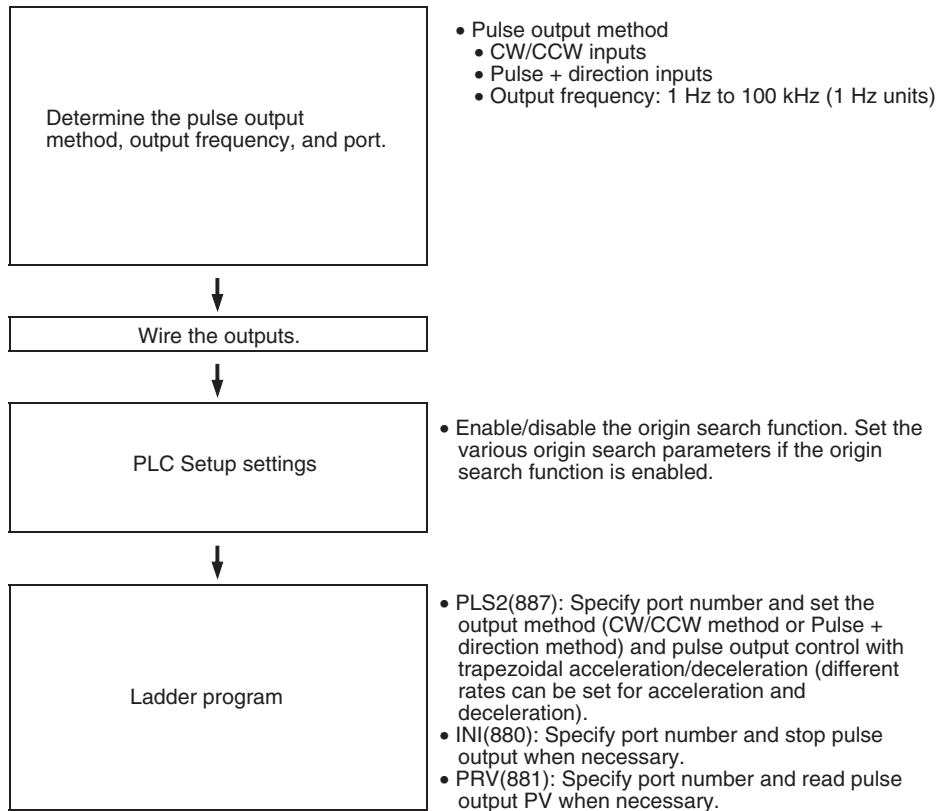 Determine the pulse output
method, output frequency, and port.
• Pulse output method
• CW/CCW inputs
• Pulse + direction inputs
• Output frequency: 1 Hz to 100 kHz (1 Hz units)
Wire the outputs.
PLC Setup settings
• Enable/disable the origin search function. Set the
various origin search parameters if the origin
search function is enabled.
Ladder program
• PLS2(887): Specify port number and set the
output method (CW/CCW method or Pulse +
direction method) and pulse output control with
trapezoidal acceleration/deceleration (different
rates can be set for acceleration and
deceleration).
• INI(880): Specify port number and stop pulse
output when necessary.
• PRV(881): Specify port number and read pulse
output PV when necessary.